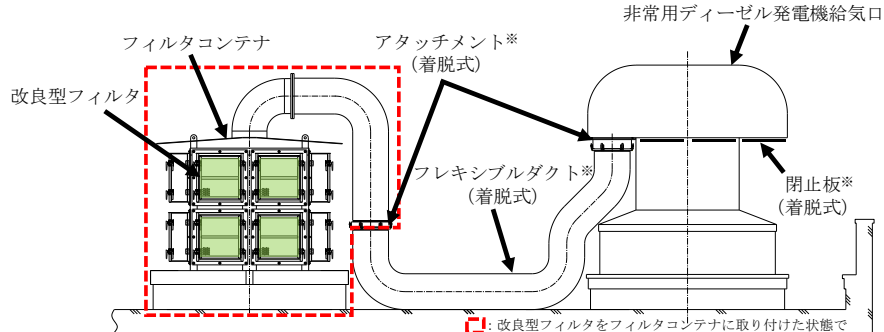 非常用ディーゼル発電機給気口
フィルタコンテナ
アタッチメント※
（着脱式）
改良型フィルタ
フレキシブルダクト※
（着脱式）
閉止板※
（着脱式）
：改良型フィルタをフィルタコンテナに取り付けた状態で